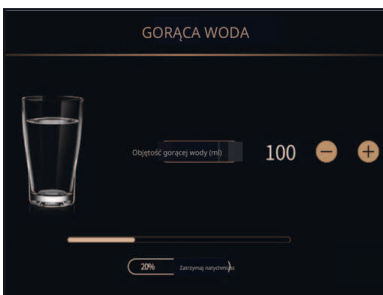 GORĄCA WODA
Objętość gorącej wody (ml) 100 − +
20% Zatrzymaj natychmiast